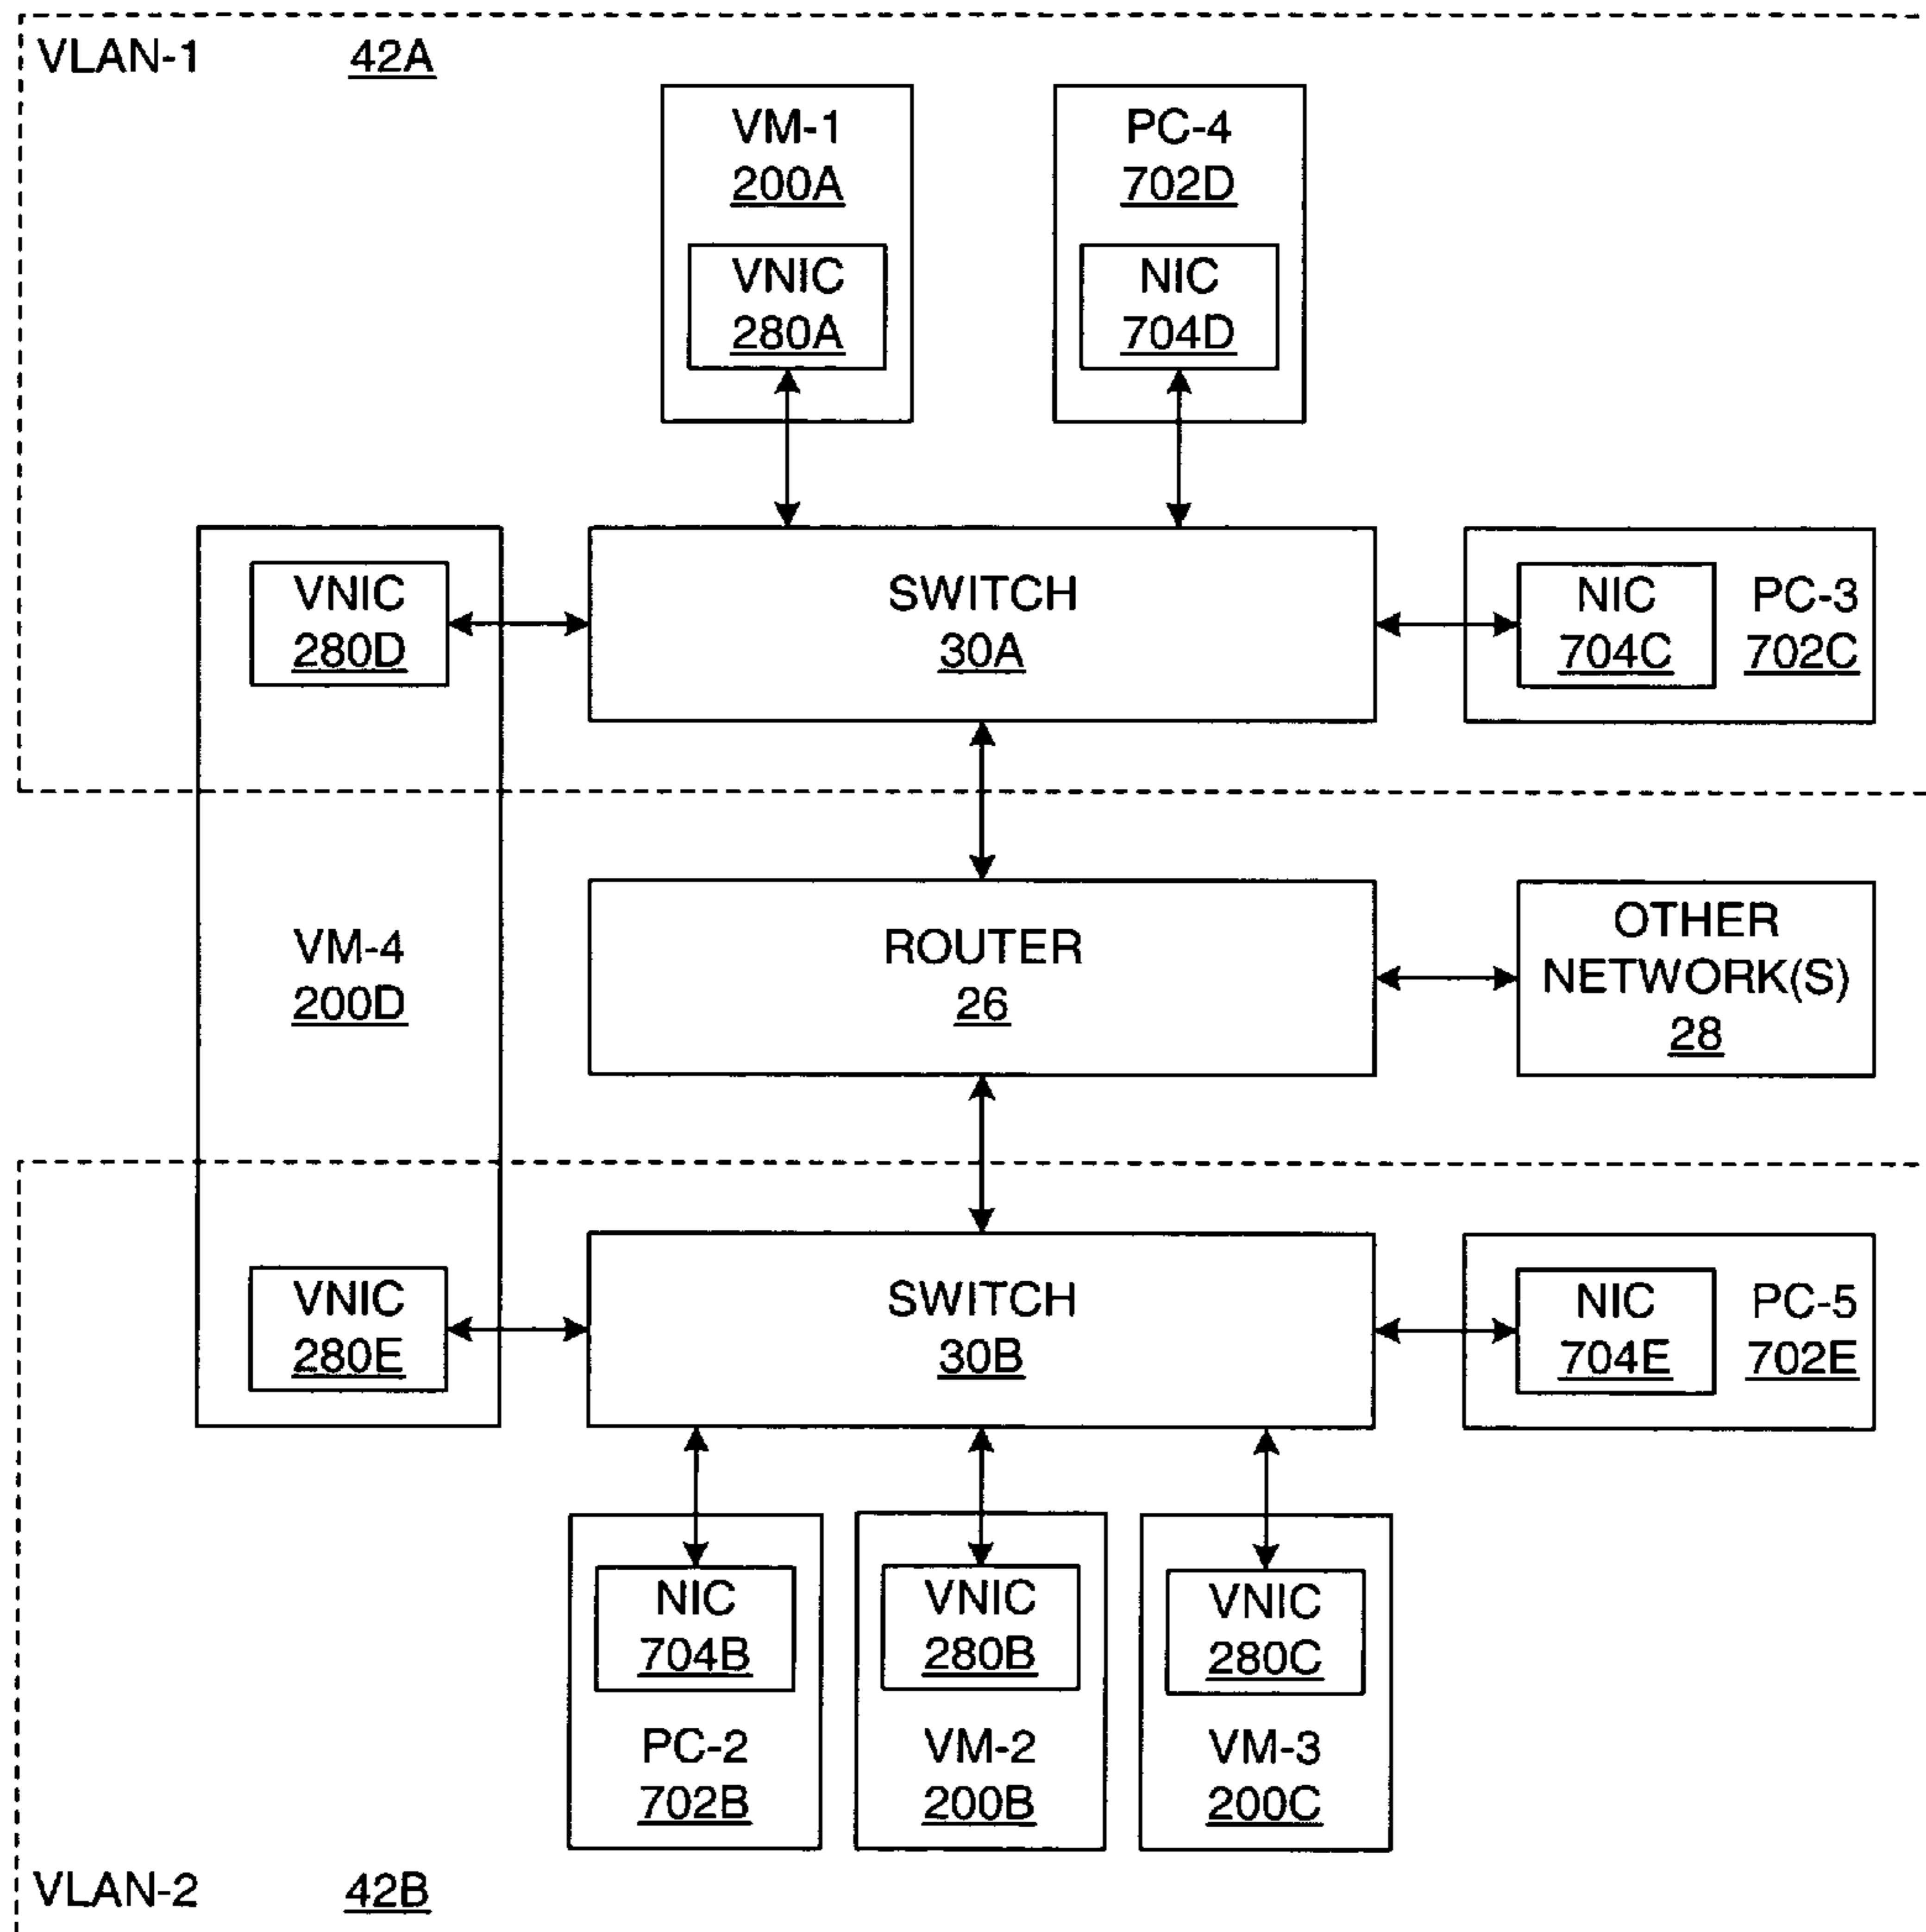 VLAN-1 42A
VM-1
200A
VNIC
280A
PC-4
702D
NIC
704D
VNIC
280D
SWITCH
30A
NIC
704C
PC-3
702C
VM-4
200D
ROUTER
26
OTHER
NETWORK(S)
28
VNIC
280E
SWITCH
30B
NIC
704E
PC-5
702E
NIC
704B
PC-2
702B
VNIC
280B
VM-2
200B
VNIC
280C
VM-3
200C
VLAN-2 42B